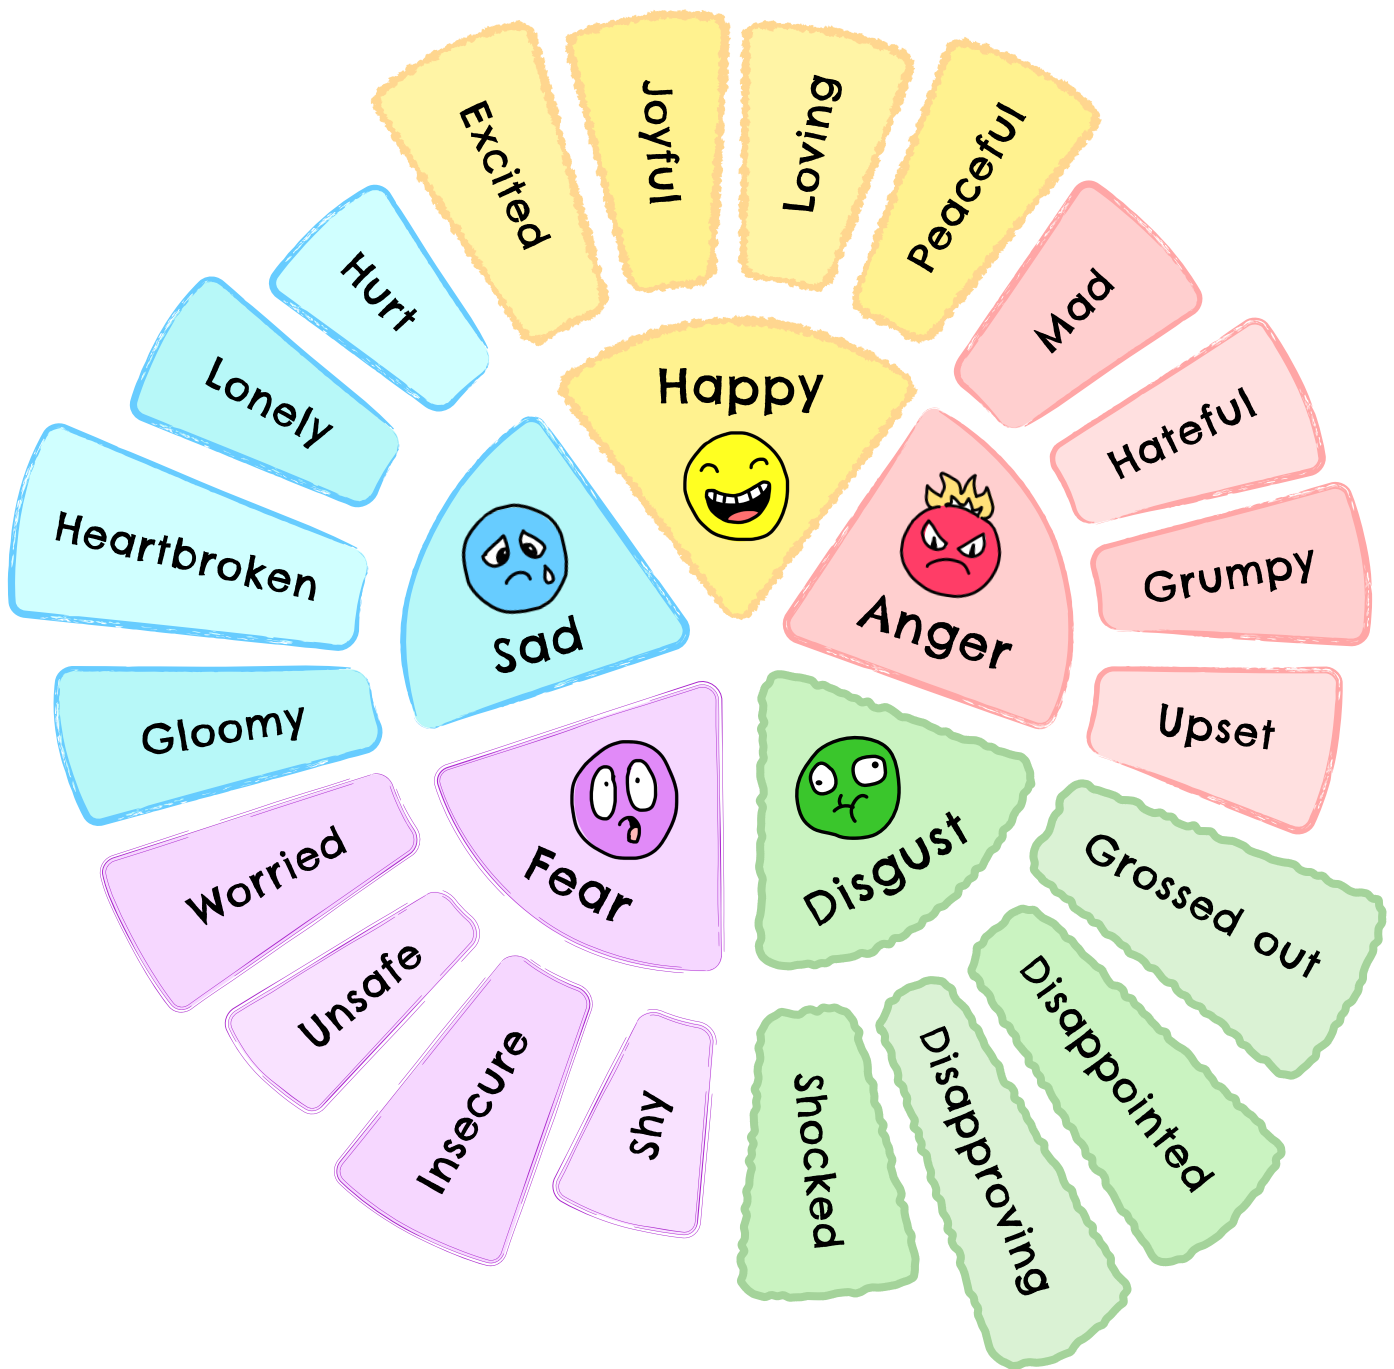 Excited
Joyful
Loving
Peaceful
Happy
Mad
Hateful
Grumpy
Upset
Anger
Grossed out
Disappointed
Disapproving
Shocked
Disgust
Shy
Insecure
Unsafe
Worried
Fear
Gloomy
Heartbroken
Lonely
Hurt
Sad